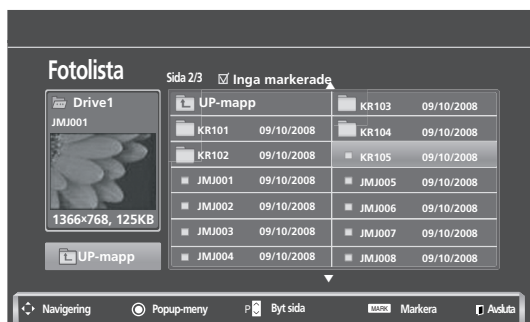 Fotolista
Sida 2/3 ☑ Inga markerade
Drive1
JMJ001
1366×768, 125KB
UP-mapp
UP-mapp
KR101 09/10/2008
KR102 09/10/2008
JMJ001 09/10/2008
JMJ002 09/10/2008
JMJ003 09/10/2008
JMJ004 09/10/2008
KR103 09/10/2008
KR104 09/10/2008
KR105 09/10/2008
JMJ005 09/10/2008
JMJ006 09/10/2008
JMJ007 09/10/2008
JMJ008 09/10/2008
Navigering Popup-meny P Byt sida MARK Markera Avsluta